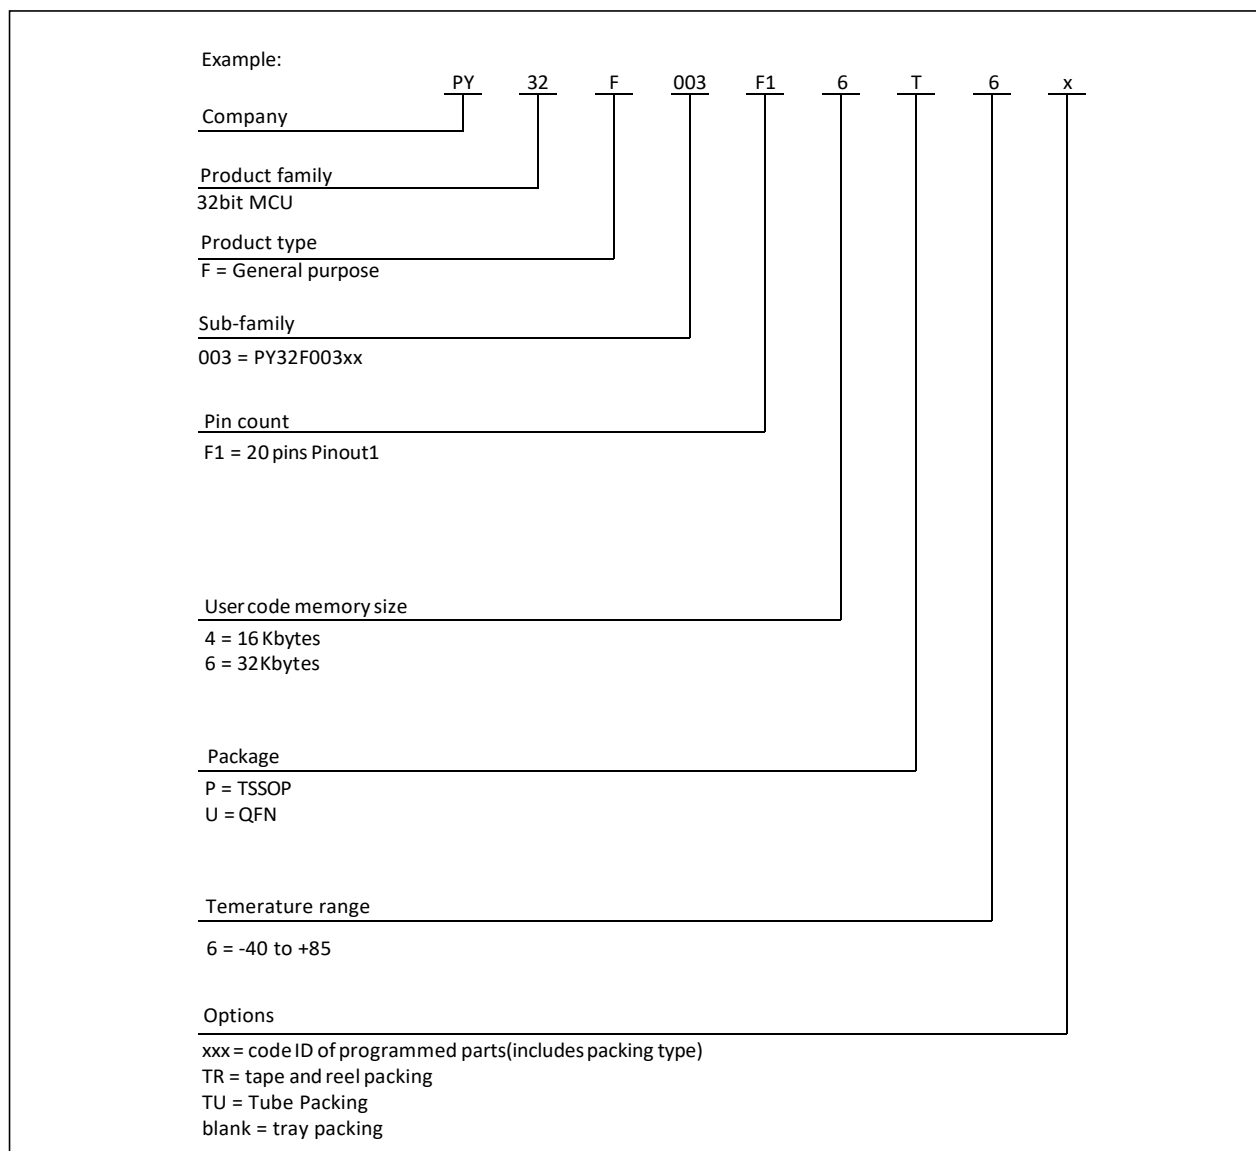 Example:
PY 32 F 003 F1 6 T 6 x
Company
Product family
32bit MCU
Product type
F = General purpose
Sub-family
003 = PY32F003xx
Pin count
F1 = 20 pins Pinout1
User code memory size
4 = 16 Kbytes
6 = 32Kbytes
Package
P = TSSOP
U = QFN
Temerature range
6 = -40 to +85
Options
xxx = code ID of programmed parts(includes packing type)
TR = tape and reel packing
TU = Tube Packing
blank = tray packing